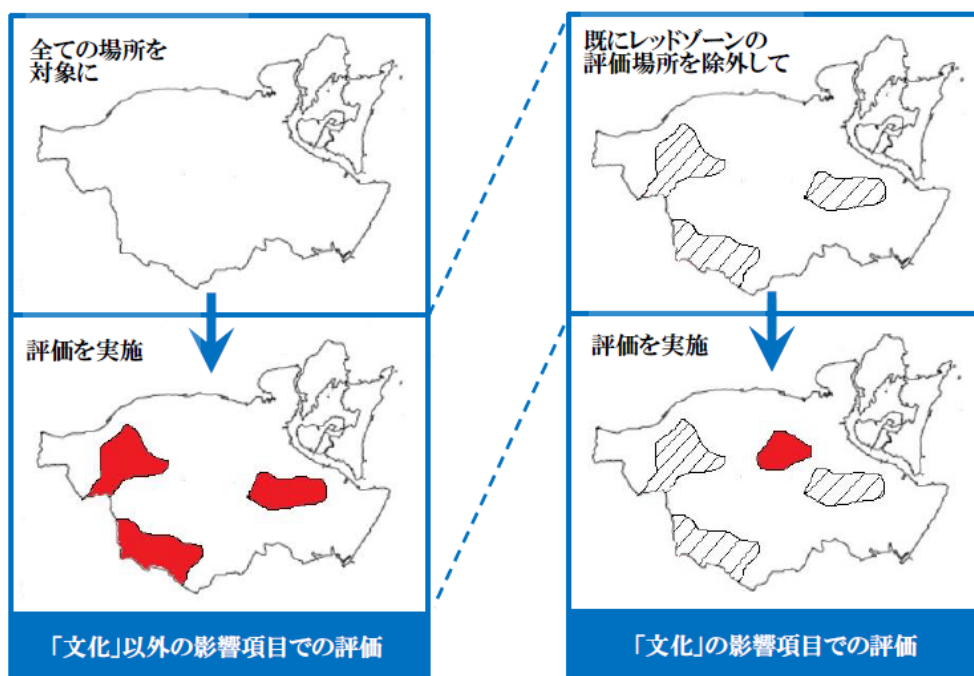 全ての場所を
対象に
評価を実施
「文化」以外の影響項目での評価
既にレッドゾーンの
評価場所を除外して
評価を実施
「文化」の影響項目での評価